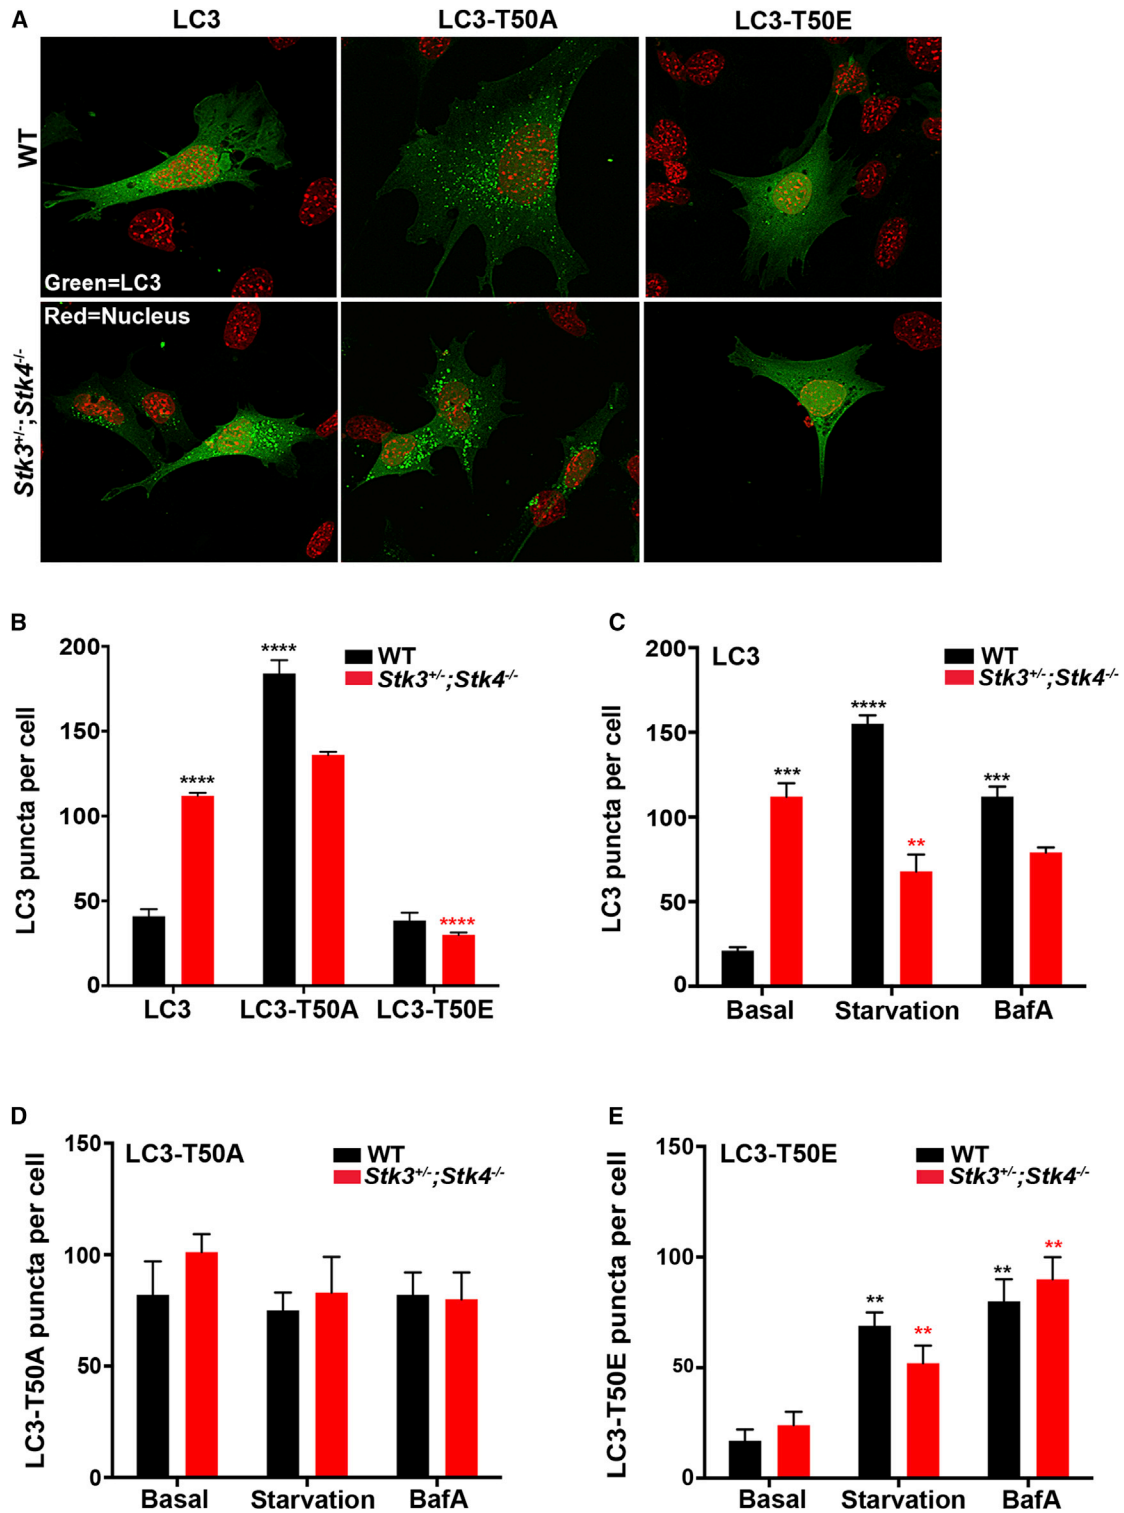 A
LC3
LC3-T50A
LC3-T50E
WT
Green=LC3
Stk3+/-;Stk4-/-
Red=Nucleus
B
LC3 puncta per cell
200
150
100
50
0
****
****
****
WT
Stk3+/-;Stk4-/-
LC3
LC3-T50A
LC3-T50E
C
LC3 puncta per cell
200
150
100
50
0
LC3
***
****
**
***
WT
Stk3+/-;Stk4-/-
Basal
Starvation
BafA
D
LC3-T50A puncta per cell
150
100
50
0
LC3-T50A
WT
Stk3+/-;Stk4-/-
Basal
Starvation
BafA
E
LC3-T50E puncta per cell
150
100
50
0
LC3-T50E
WT
Stk3+/-;Stk4-/-
**
**
**
**
Basal
Starvation
BafA